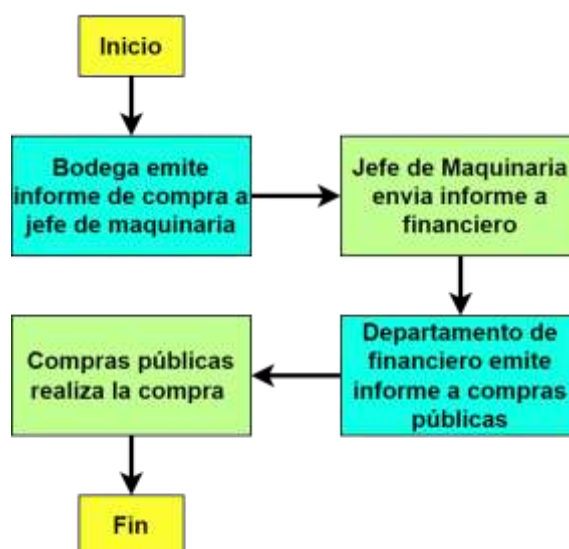 Inicio
Bodega emite
informe de compra a
jefe de maquinaria
Jefe de Maquinaria
envia informe a
financiero
Departamento de
financiero emite
informe a compras
públicas
Compras públicas
realiza la compra
Fin